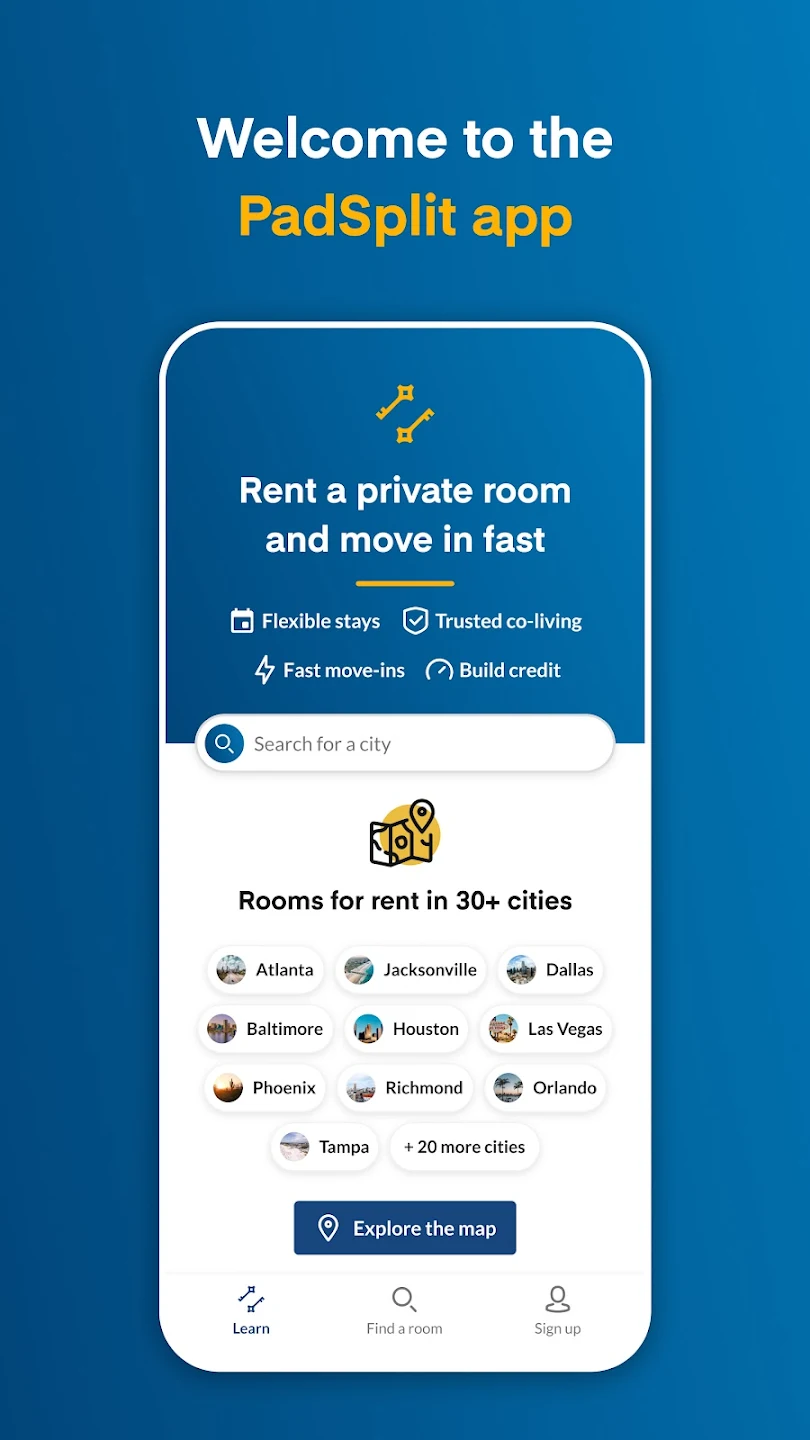 Welcome to the
PadSplit app
Rent a private room
and move in fast
Flexible stays Trusted co-living
Fast move-ins Build credit
Search for a city
Rooms for rent in 30+ cities
Atlanta Jacksonville Dallas
Baltimore Houston Las Vegas
Phoenix Richmond Orlando
Tampa + 20 more cities
Explore the map
Learn Find a room Sign up